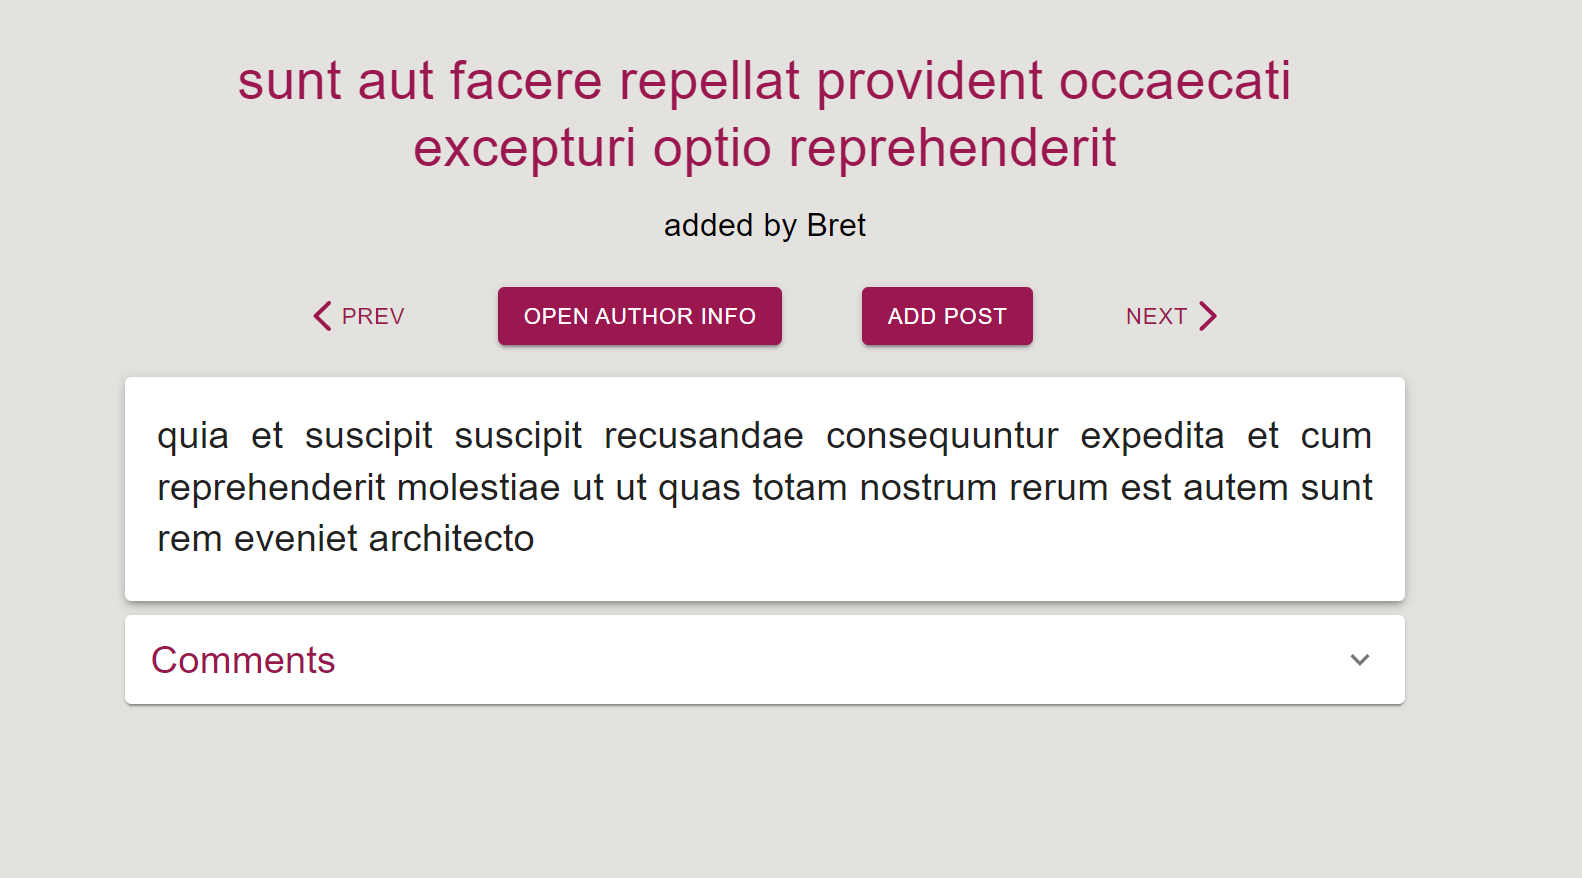 sunt aut facere repellat provident occaecati
excepturi optio reprehenderit
added by Bret
PREV
OPEN AUTHOR INFO
ADD POST
NEXT
quia et suscipit suscipit recusandae consequuntur expedita et cum
reprehenderit molestiae ut ut quas totam nostrum rerum est autem sunt
rem eveniet architecto
Comments